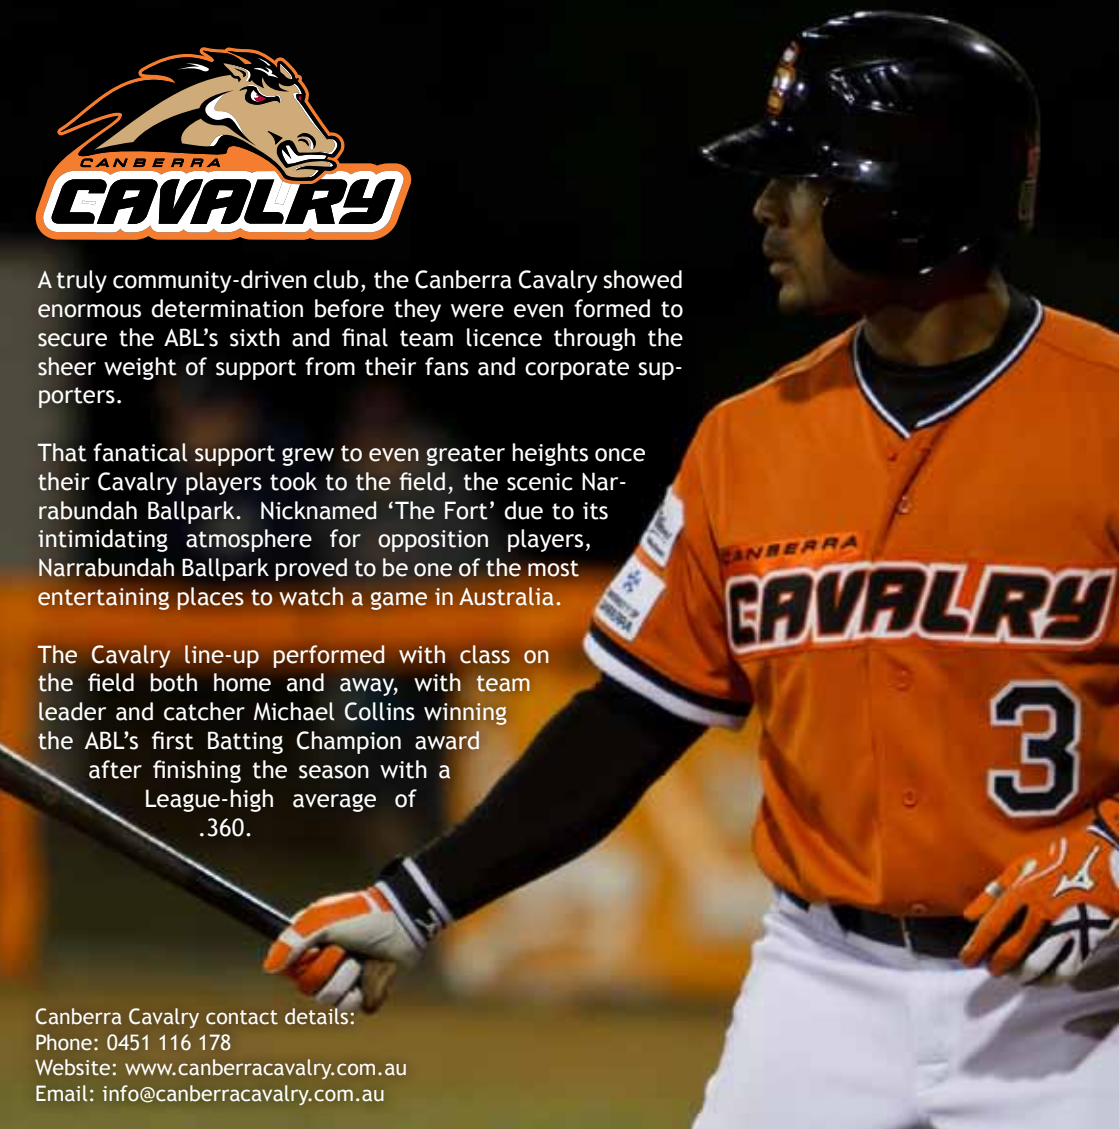 CANBERRA
CAVALRY
A truly community-driven club, the Canberra Cavalry showed
enormous determination before they were even formed to
secure the ABL’s sixth and final team licence through the
sheer weight of support from their fans and corporate sup-
porters.
That fanatical support grew to even greater heights once
their Cavalry players took to the field, the scenic Nar-
rabundah Ballpark.  Nicknamed ‘The Fort’ due to its
intimidating atmosphere for opposition players,
Narrabundah Ballpark proved to be one of the most
entertaining places to watch a game in Australia.
The Cavalry line-up performed with class on
the field both home and away, with team
leader and catcher Michael Collins winning
the ABL’s first Batting Champion award
after finishing the season with a
League-high average of
.360.
CANBERRA
CAVALRY
3
Canberra Cavalry contact details:
Phone: 0451 116 178
Website: www.canberracavalry.com.au
Email: info@canberracavalry.com.au